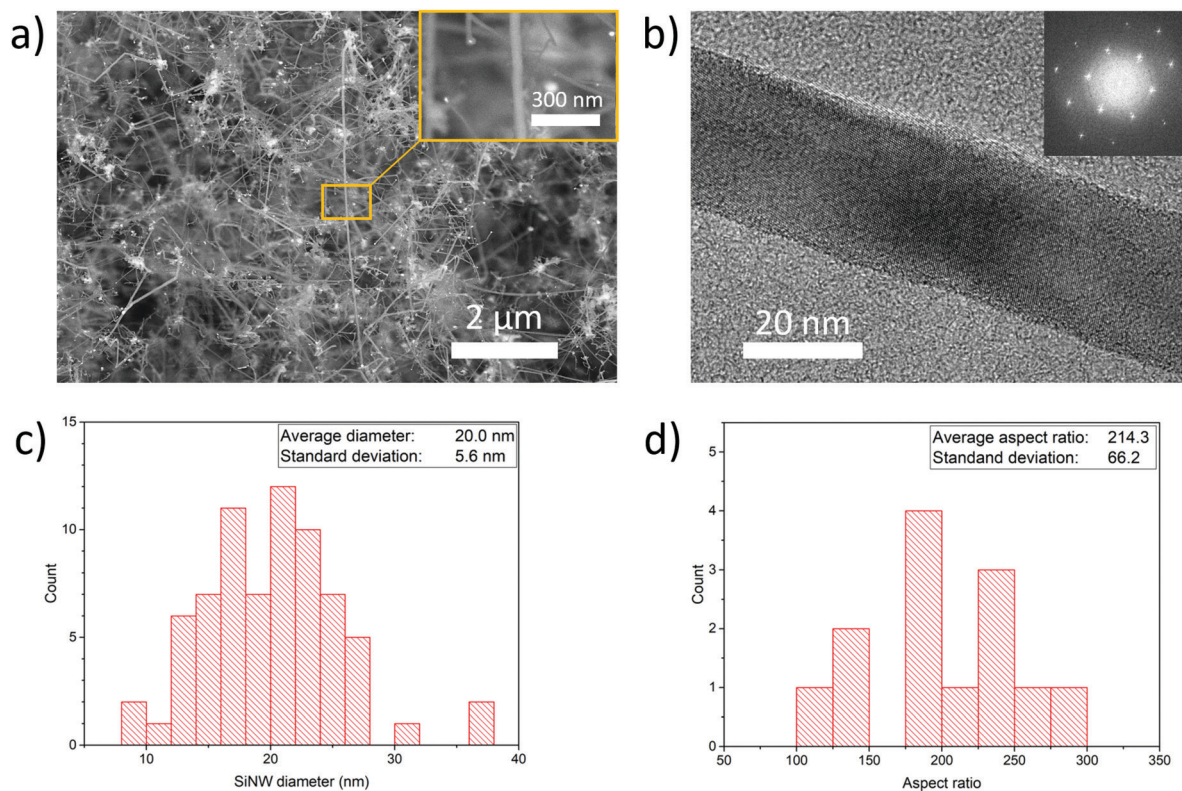 a)
300 nm
2 µm
b)
20 nm
c)
Average diameter: 20.0 nm
Standard deviation: 5.6 nm
15
10
5
0
Count
10 20 30 40
SiNW diameter (nm)
d)
Average aspect ratio: 214.3
Standand deviation: 66.2
5
4
3
2
1
0
Count
50 100 150 200 250 300 350
Aspect ratio